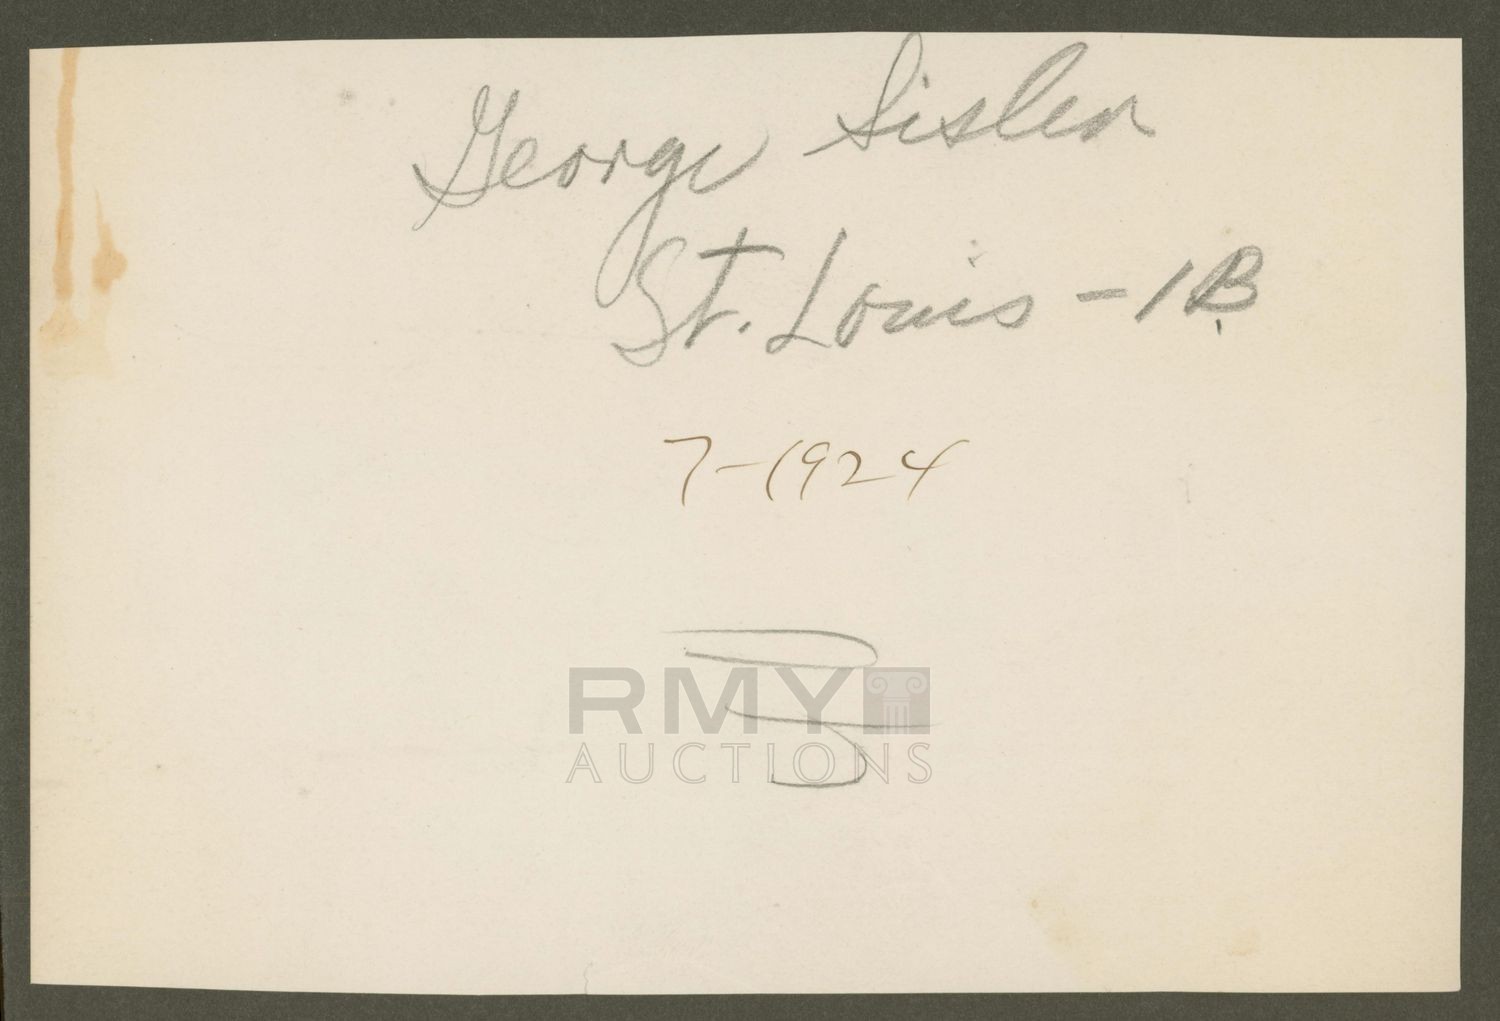 George Sisler
St. Louis - 1B
7-1924
RMY
AUCTIONS